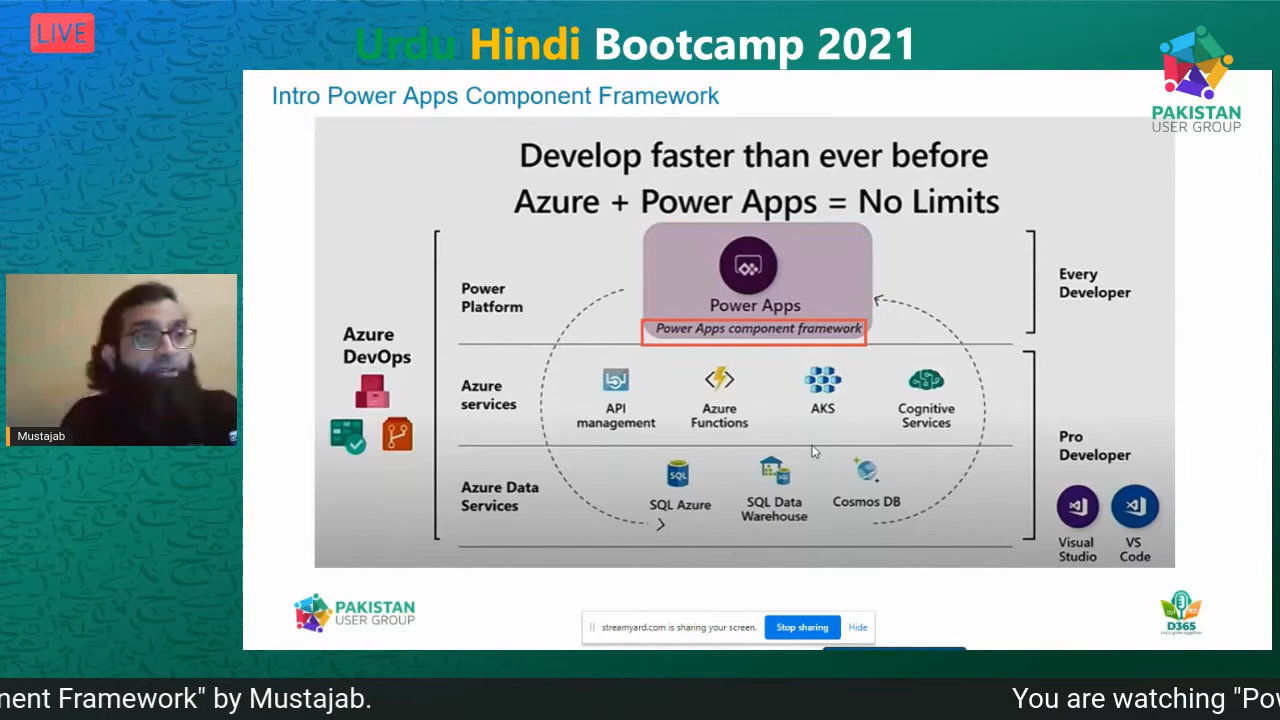 LIVE
Urdu Hindi Bootcamp 2021
PAKISTAN
USER GROUP
Intro Power Apps Component Framework
Develop faster than ever before
Azure + Power Apps = No Limits
Power Apps
Power Apps component framework
Power
Platform
Every
Developer
Azure
DevOps
Azure
services
API
management
Azure
Functions
AKS
Cognitive
Services
Pro
Developer
Azure Data
Services
SQL
SQL Azure
SQL Data
Warehouse
Cosmos DB
Visual
Studio
VS
Code
Mustajab
PAKISTAN
USER GROUP
streamyard.com is sharing your screen.
Stop sharing
Hide
D365
nent Framework" by Mustajab.
You are watching "Pov